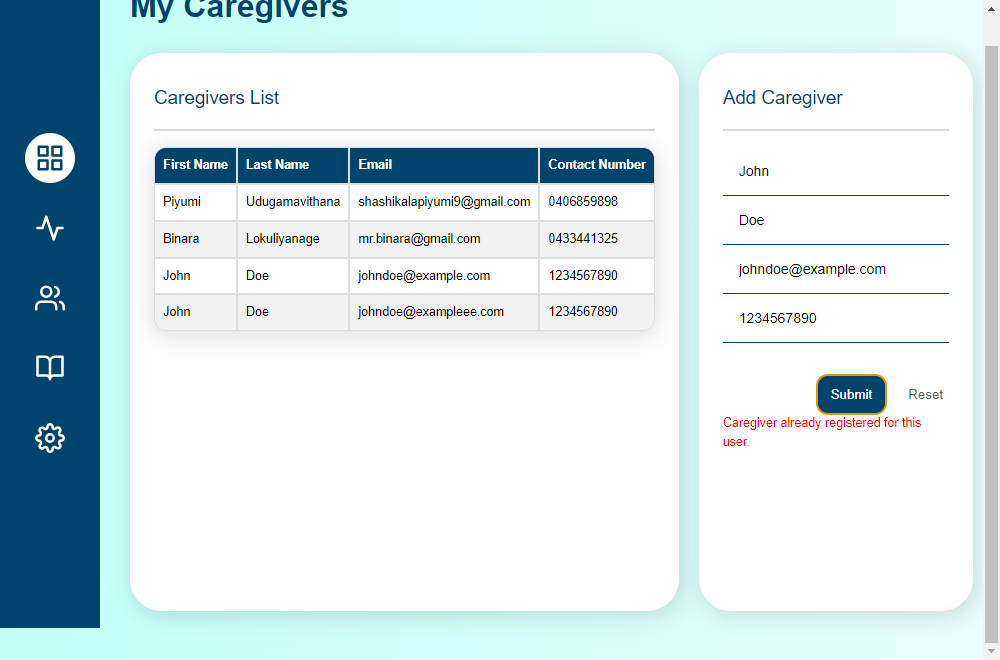 My Caregivers
Caregivers List
First Name Last Name Email Contact Number
Piyumi Udugamavithana shashikalapiyumi9@gmail.com 0406859898
Binara Lokuliyanage mr.binara@gmail.com 0433441325
John Doe johndoe@example.com 1234567890
John Doe johndoe@exampleee.com 1234567890
Add Caregiver
John
Doe
johndoe@example.com
1234567890
Submit Reset
Caregiver already registered for this
user.